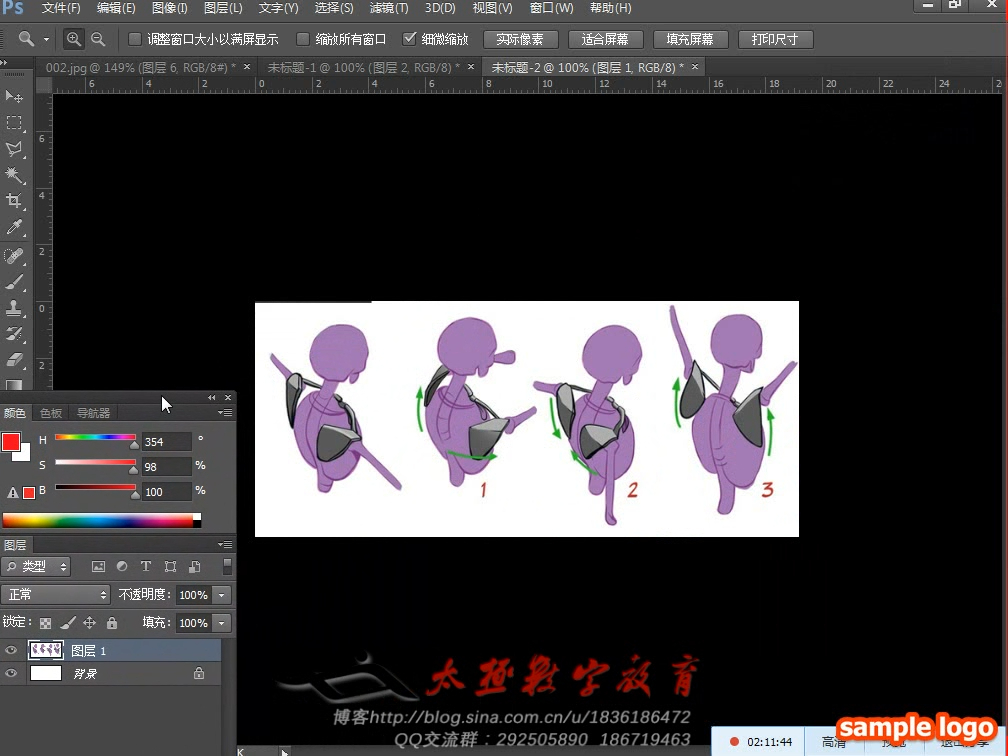 Ps 文件(F) 编辑(E) 图像(I) 图层(L) 文字(Y) 选择(S) 滤镜(T) 3D(D) 视图(V) 窗口(W) 帮助(H)
调整窗口大小以满屏显示 缩放所有窗口 细微缩放 实际像素 适合屏幕 填充屏幕 打印尺寸
002.jpg @ 149% (图层 6, RGB/8#) * × 未标题-1 @ 100% (图层 2, RGB/8) * × 未标题-2 @ 100% (图层 1, RGB/8) * ×
6 4 2 0 2 4 6 8 10 12 14 16 18 20 22 24
6
4
2
0
2
颜色 色板 导航器
H 354 °
S 98 %
B 100 %
1 2 3
图层
类型
正常 不透明度: 100%
锁定: 填充: 100%
图层 1
背景
太极数字教育
博客http://blog.sina.com.cn/u/1836186472
QQ交流群：292505890 186719463
02:11:44 高清
sample logo